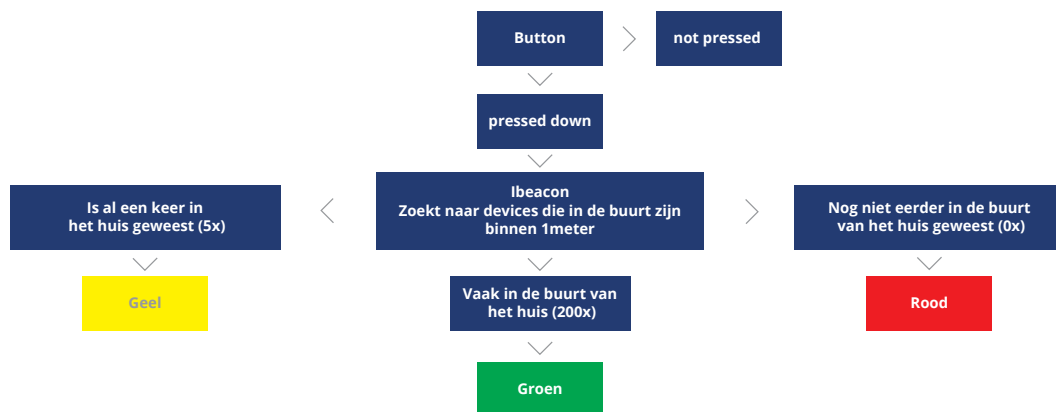 Button
not pressed
pressed down
Is al een keer in
het huis geweest (5x)
Ibeacon
Zoekt naar devices die in de buurt zijn
binnen 1meter
Nog niet eerder in de buurt
van het huis geweest (0x)
Geel
Vaak in de buurt van
het huis (200x)
Rood
Groen